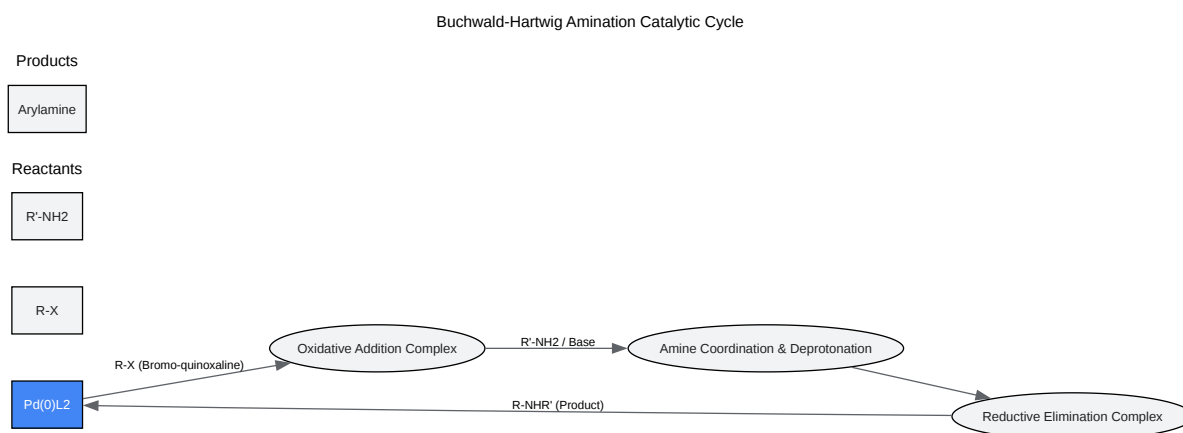 Buchwald-Hartwig Amination Catalytic Cycle
Products
Arylamine
Reactants
R'-NH2
R-X
Pd(0)L2
R-X (Bromo-quinoxaline)
Oxidative Addition Complex
R'-NH2 / Base
Amine Coordination & Deprotonation
R-NHR' (Product)
Reductive Elimination Complex